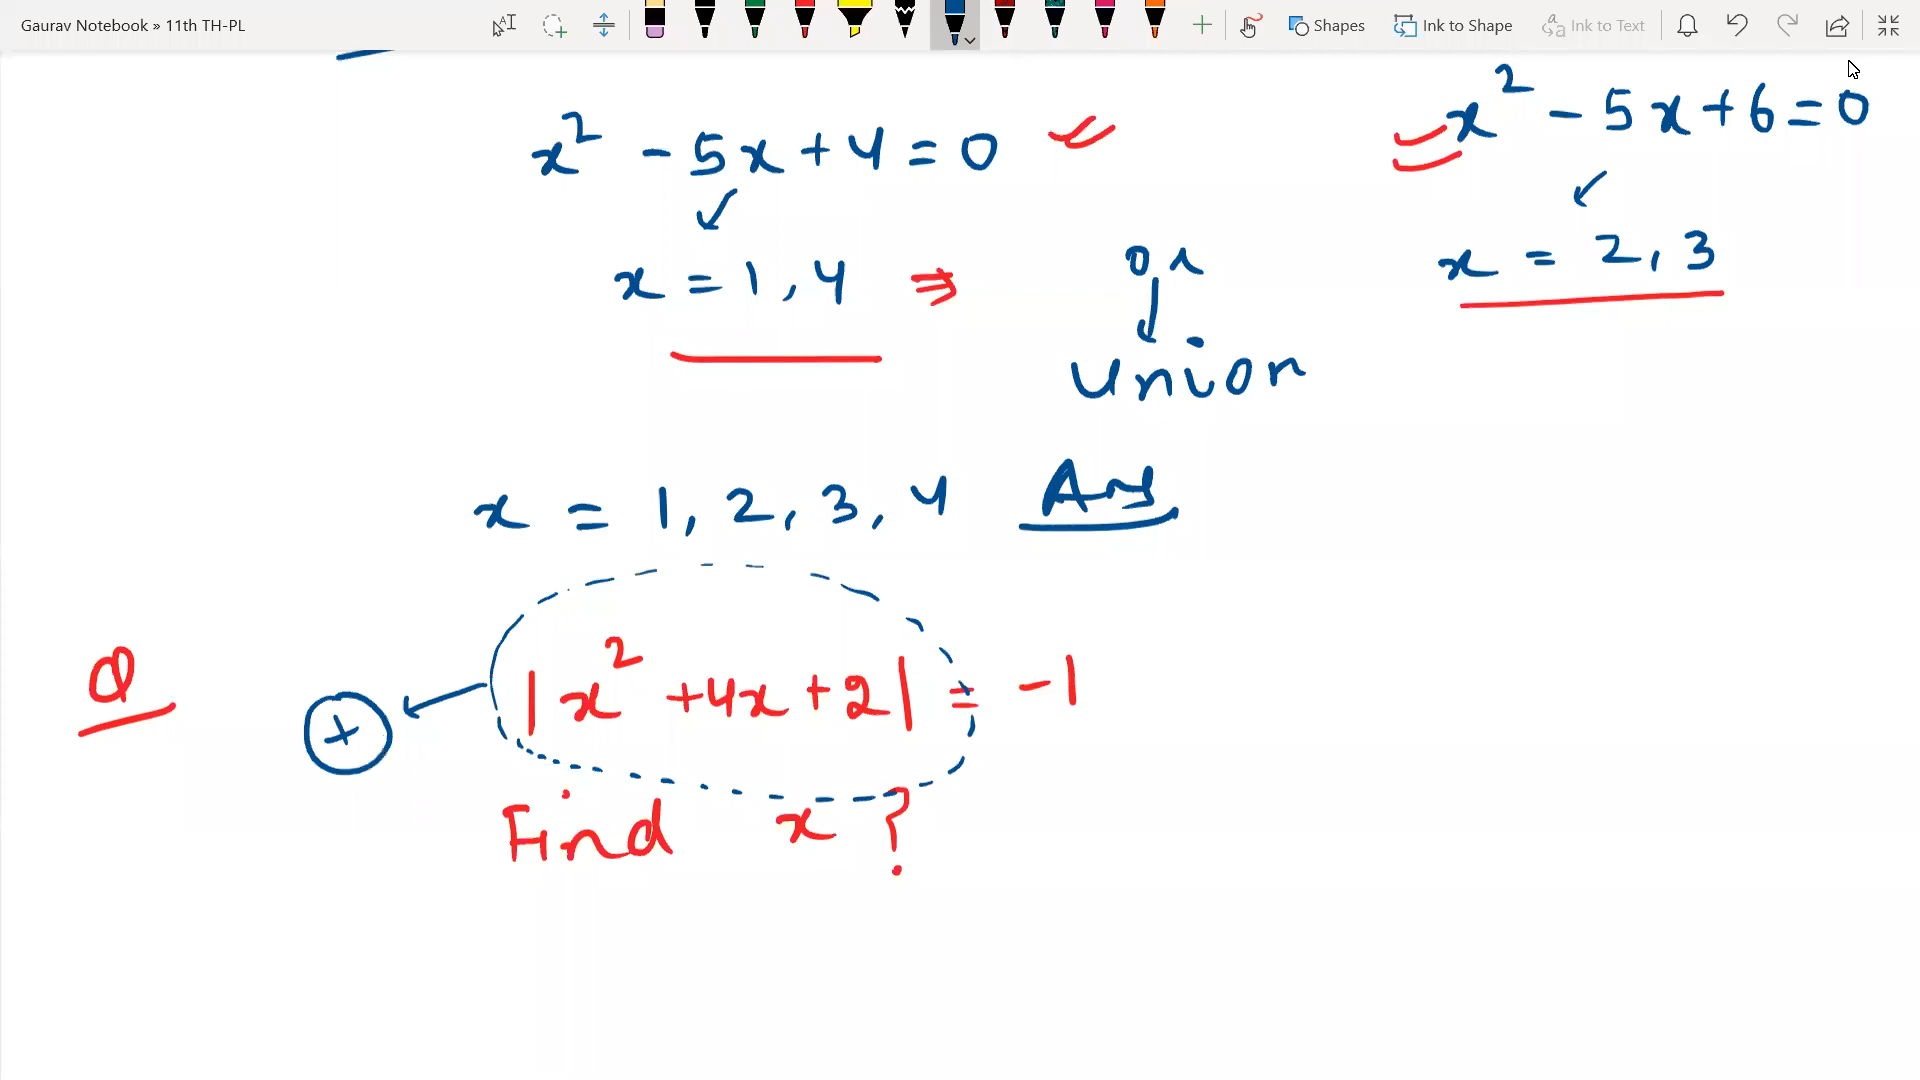 Gaurav Notebook » 11th TH-PL
Shapes
Ink to Shape
Ink to Text
x² - 5x + 4 = 0
x² - 5x + 6 = 0
x = 1, 4 ⇒
or
x = 2, 3
Union
x = 1, 2, 3, 4 Ans
Q
+
|x² + 4x + 2| = -1
Find x ?